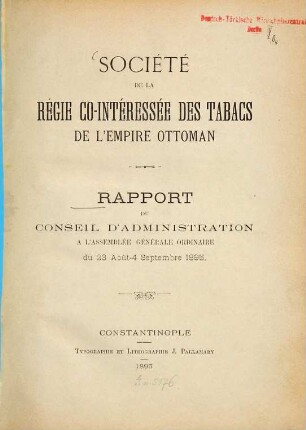 SOCIÉTÉ
DE LA
RÉGIE CO-INTÉRESSÉE DES TABACS
DE L'EMPIRE OTTOMAN
RAPPORT
DU
CONSEIL D'ADMINISTRATION
A L'ASSEMBLÉE GÉNÉRALE ORDINAIRE
du 23 Août-4 Septembre 1895.
CONSTANTINOPLE
TYPOGRAPHIE ET LITHOGRAPHIE J. PALLAMARY
1895